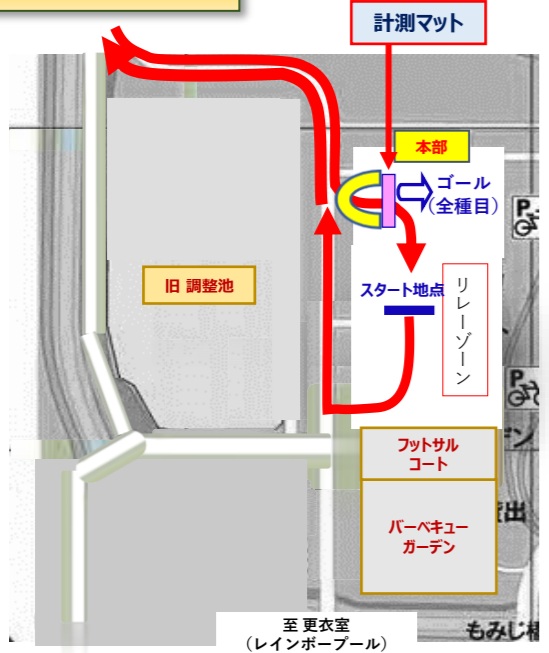 計測マット
本部
ゴール
(全種目)
P
旧 調整池
スタート地点
リレーゾーン
P
フットサル
コート
バーベキュー
ガーデン
出
至 更衣室
(レインボープール)
もみじ